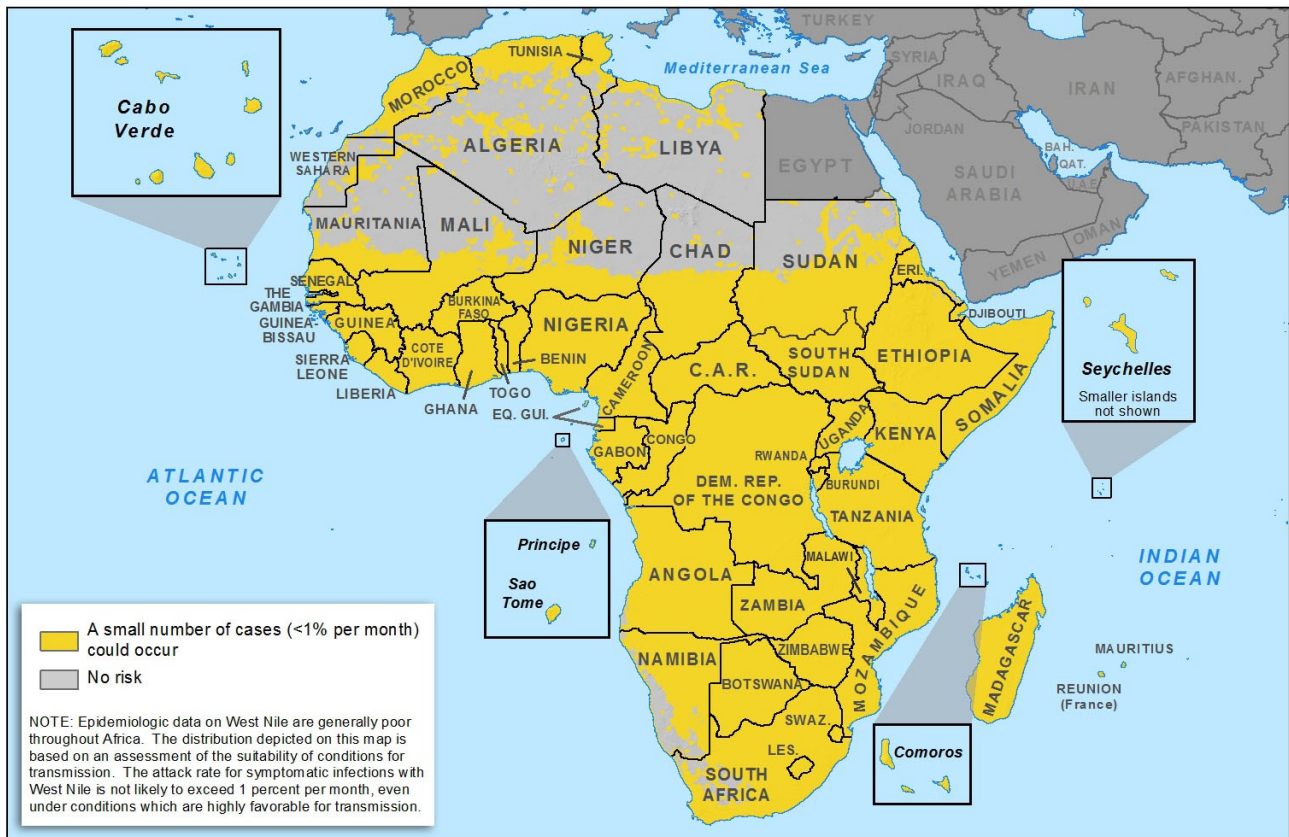 TURKEY
TUNISIA
Mediterranean Sea
SYRIA
IRAQ
IRAN
AFGHAN.
PAKISTAN
JORDAN
BAH.
QAT.
U.A.E
SAUDI
ARABIA
OMAN
YEMEN
Cabo
Verde
MOROCCO
ALGERIA
LIBYA
EGYPT
WESTERN
SAHARA
MAURITANIA
MALI
NIGER
CHAD
SUDAN
ERI.
SENEGAL
THE
GAMBIA
GUINEA-
BISSAU
GUINEA
SIERRA
LEONE
LIBERIA
COTE
D'IVOIRE
BURKINA
FASO
GHANA
TOGO
BENIN
NIGERIA
CAMEROON
EQ. GUI.
C.A.R.
SOUTH
SUDAN
ETHIOPIA
DJIBOUTI
SOMALIA
Seychelles
Smaller islands
not shown
GABON
CONGO
DEM. REP.
OF THE CONGO
UGANDA
KENYA
RWANDA
BURUNDI
TANZANIA
ATLANTIC
OCEAN
Principe
Sao
Tome
ANGOLA
ZAMBIA
MALAWI
MOZAMBIQUE
INDIAN
OCEAN
NAMIBIA
ZIMBABWE
BOTSWANA
MADAGASCAR
MAURITIUS
REUNION
(France)
SWAZ.
LES.
SOUTH
AFRICA
Comoros
A small number of cases (<1% per month)
could occur
No risk
NOTE: Epidemiologic data on West Nile are generally poor
throughout Africa. The distribution depicted on this map is
based on an assessment of the suitability of conditions for
transmission. The attack rate for symptomatic infections with
West Nile is not likely to exceed 1 percent per month, even
under conditions which are highly favorable for transmission.